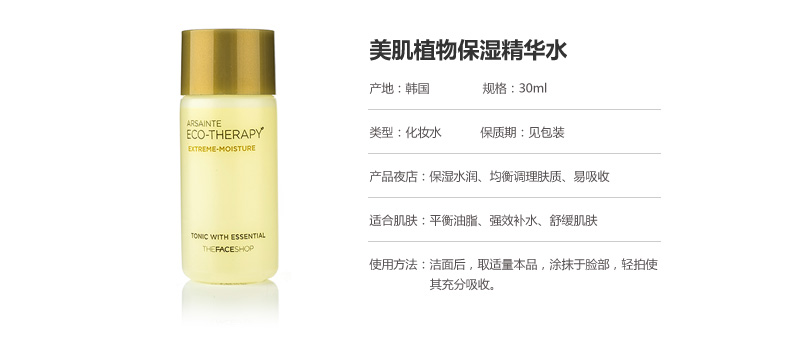 ARSAINTE
ECO-THERAPY
EXTREME-MOISTURE
TONIC WITH ESSENTIAL
THEFACESHOP
美肌植物保湿精华水
产地：韩国 规格：30ml
类型：化妆水 保质期：见包装
产品夜店：保湿水润、均衡调理肤质、易吸收
适合肌肤：平衡油脂、强效补水、舒缓肌肤
使用方法：洁面后，取适量本品，涂抹于脸部，轻拍使
其充分吸收。